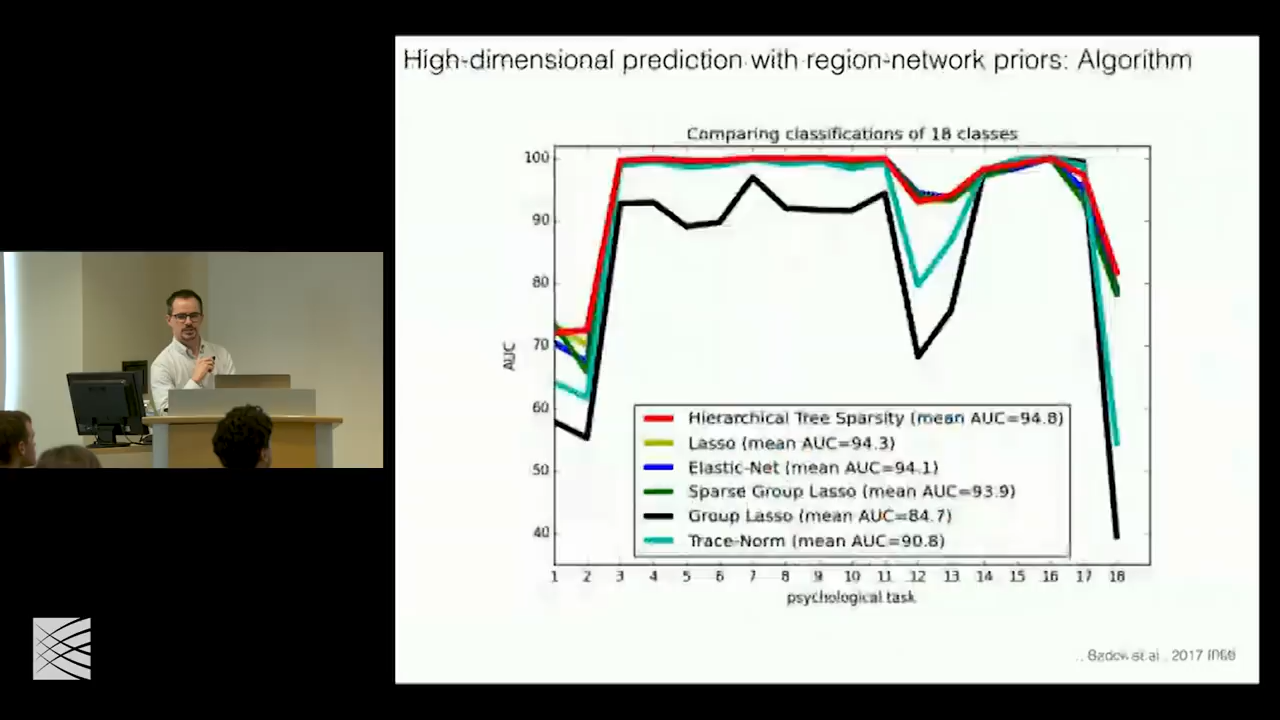 High-dimensional prediction with region-network priors: Algorithm
Comparing classifications of 18 classes
100
90
80
70
60
50
40
AUC
Hierarchical Tree Sparsity (mean AUC=94.8)
Lasso (mean AUC=94.3)
Elastic-Net (mean AUC=94.1)
Sparse Group Lasso (mean AUC=93.9)
Group Lasso (mean AUC=84.7)
Trace-Norm (mean AUC=90.8)
1 2 3 4 5 6 7 8 9 10 11 12 13 14 15 16 17 18
psychological task
2017